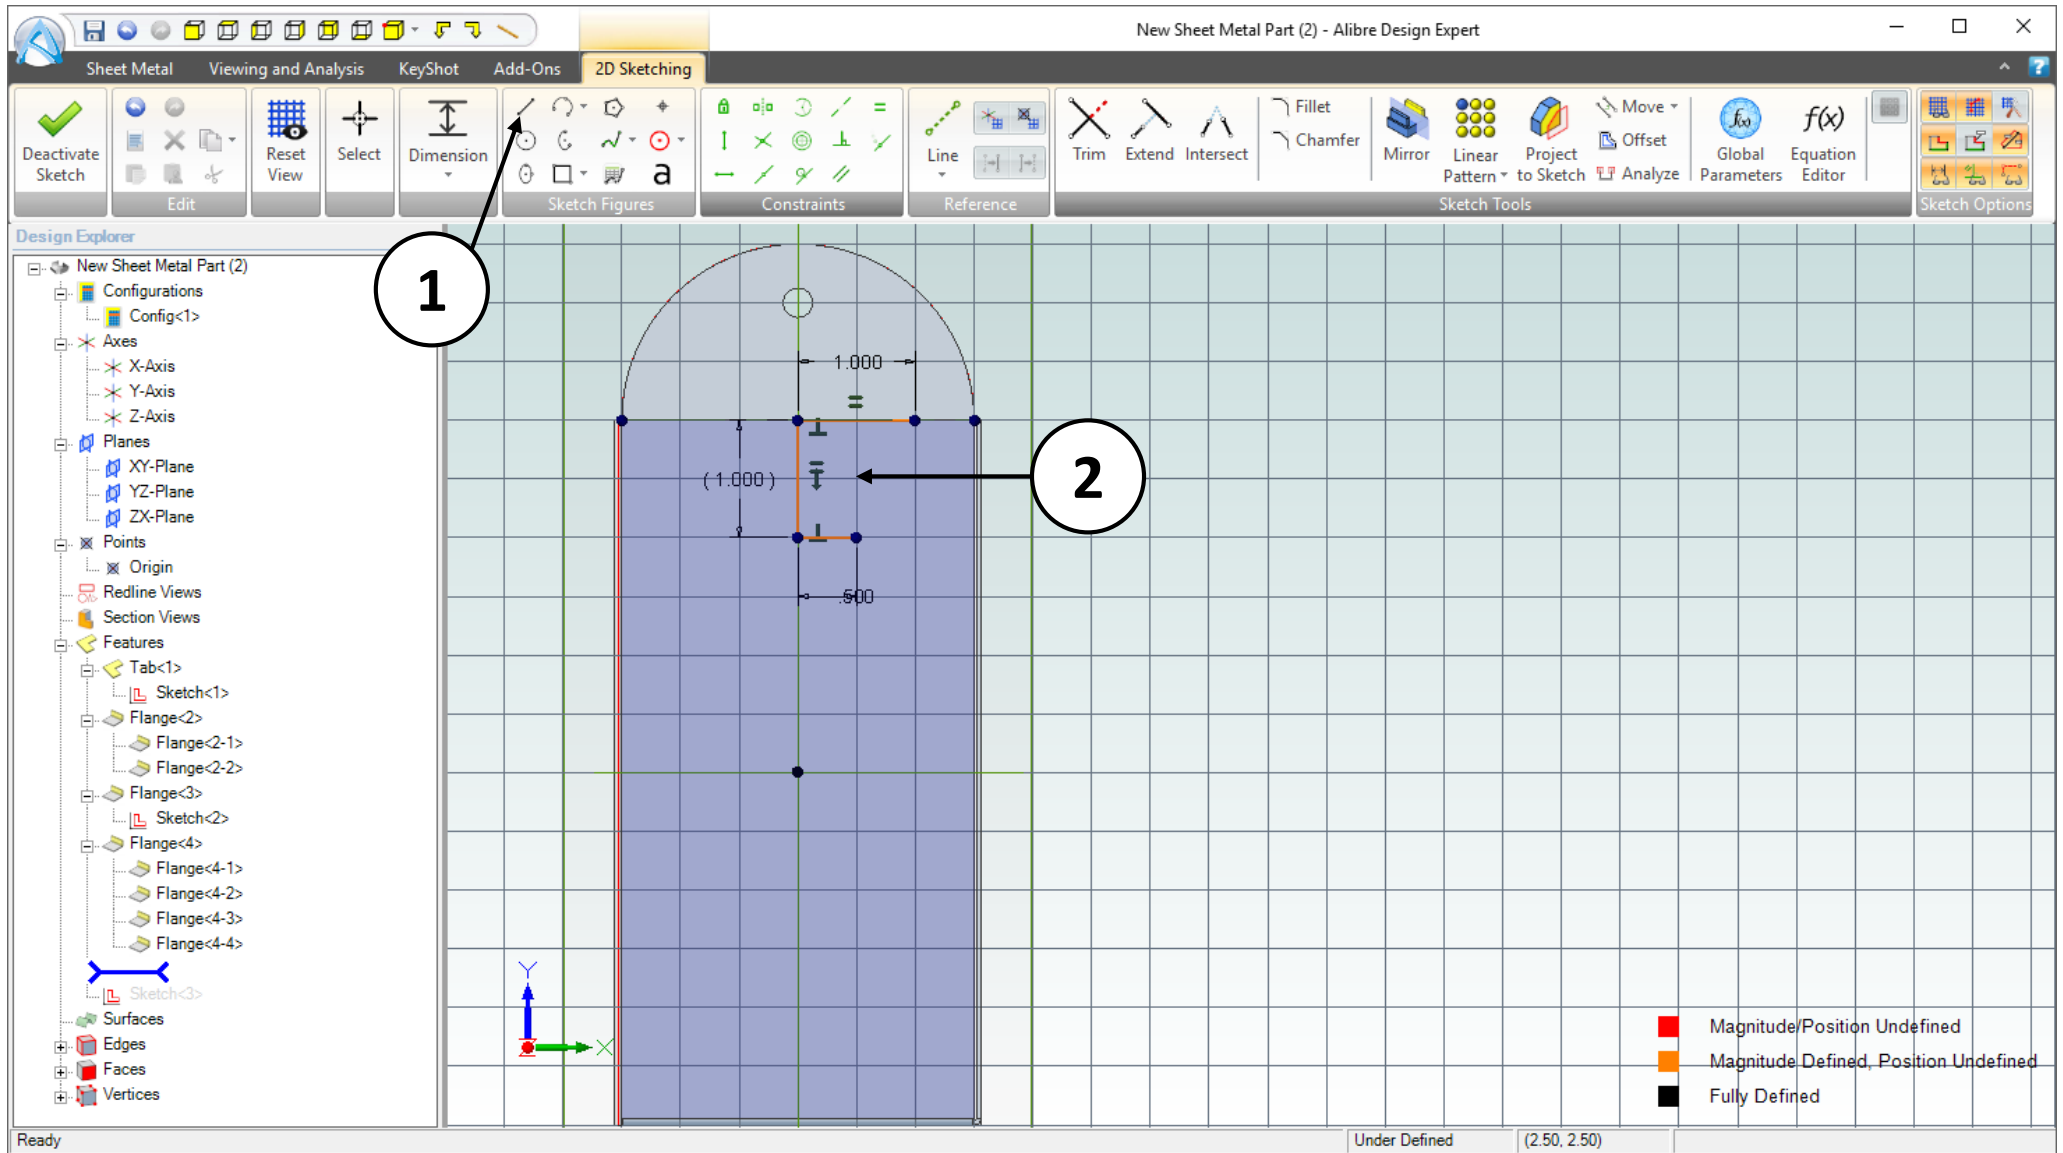 New Sheet Metal Part (2) - Alibre Design Expert
Sheet Metal
Viewing and Analysis
KeyShot
Add-Ons
2D Sketching
Deactivate
Sketch
Edit
Reset
View
Select
Dimension
a
Sketch Figures
Constraints
Line
Reference
Trim
Extend
Intersect
Fillet
Chamfer
Mirror
Linear
Pattern
Project
to Sketch
Move
Offset
Analyze
f(x)
Global
Parameters
f(x)
Equation
Editor
Sketch Tools
Sketch Options
Design Explorer
New Sheet Metal Part (2)
Configurations
Config<1>
Axes
X-Axis
Y-Axis
Z-Axis
Planes
XY-Plane
YZ-Plane
ZX-Plane
Points
Origin
Redline Views
Section Views
Features
Tab<1>
Sketch<1>
Flange<2>
Flange<2-1>
Flange<2-2>
Flange<3>
Sketch<2>
Flange<4>
Flange<4-1>
Flange<4-2>
Flange<4-3>
Flange<4-4>
Sketch<3>
Surfaces
Edges
Faces
Vertices
1
1.000
( 1.000 )
2
.500
Y
X
Magnitude/Position Undefined
Magnitude Defined, Position Undefined
Fully Defined
Ready
Under Defined
(2.50, 2.50)